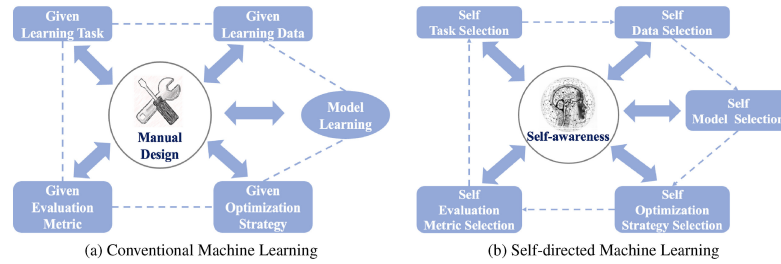 Given
Learning Task
Given
Learning Data
Manual
Design
Model
Learning
Given
Evaluation
Metric
Given
Optimization
Strategy
(a) Conventional Machine Learning
Self
Task Selection
Self
Data Selection
Self-awareness
Self
Model Selection
Self
Evaluation
Metric Selection
Self
Optimization
Strategy Selection
(b) Self-directed Machine Learning